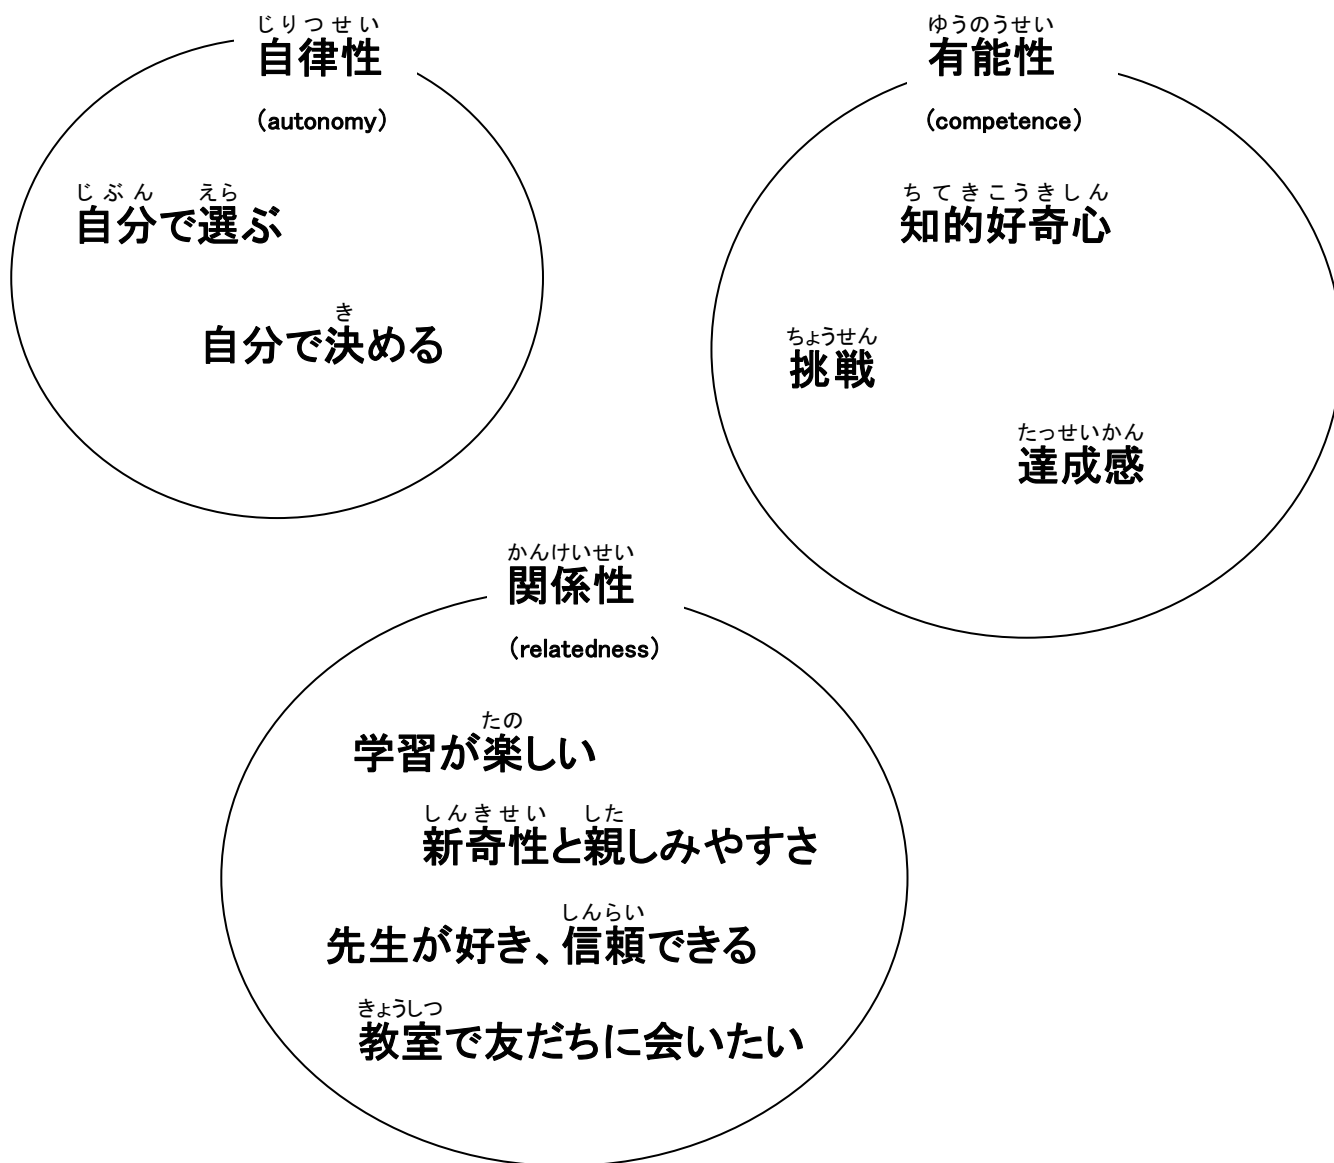 じりつせい
自律性
（autonomy）
じぶん えら
自分で選ぶ
き
自分で決める
ゆうのうせい
有能性
（competence）
ちてきこうきしん
知的好奇心
ちょうせん
挑戦
たっせいかん
達成感
かんけいせい
関係性
（relatedness）
たの
学習が楽しい
しんきせい した
新奇性と親しみやすさ
しんらい
先生が好き、信頼できる
きょうしつ
教室で友だちに会いたい